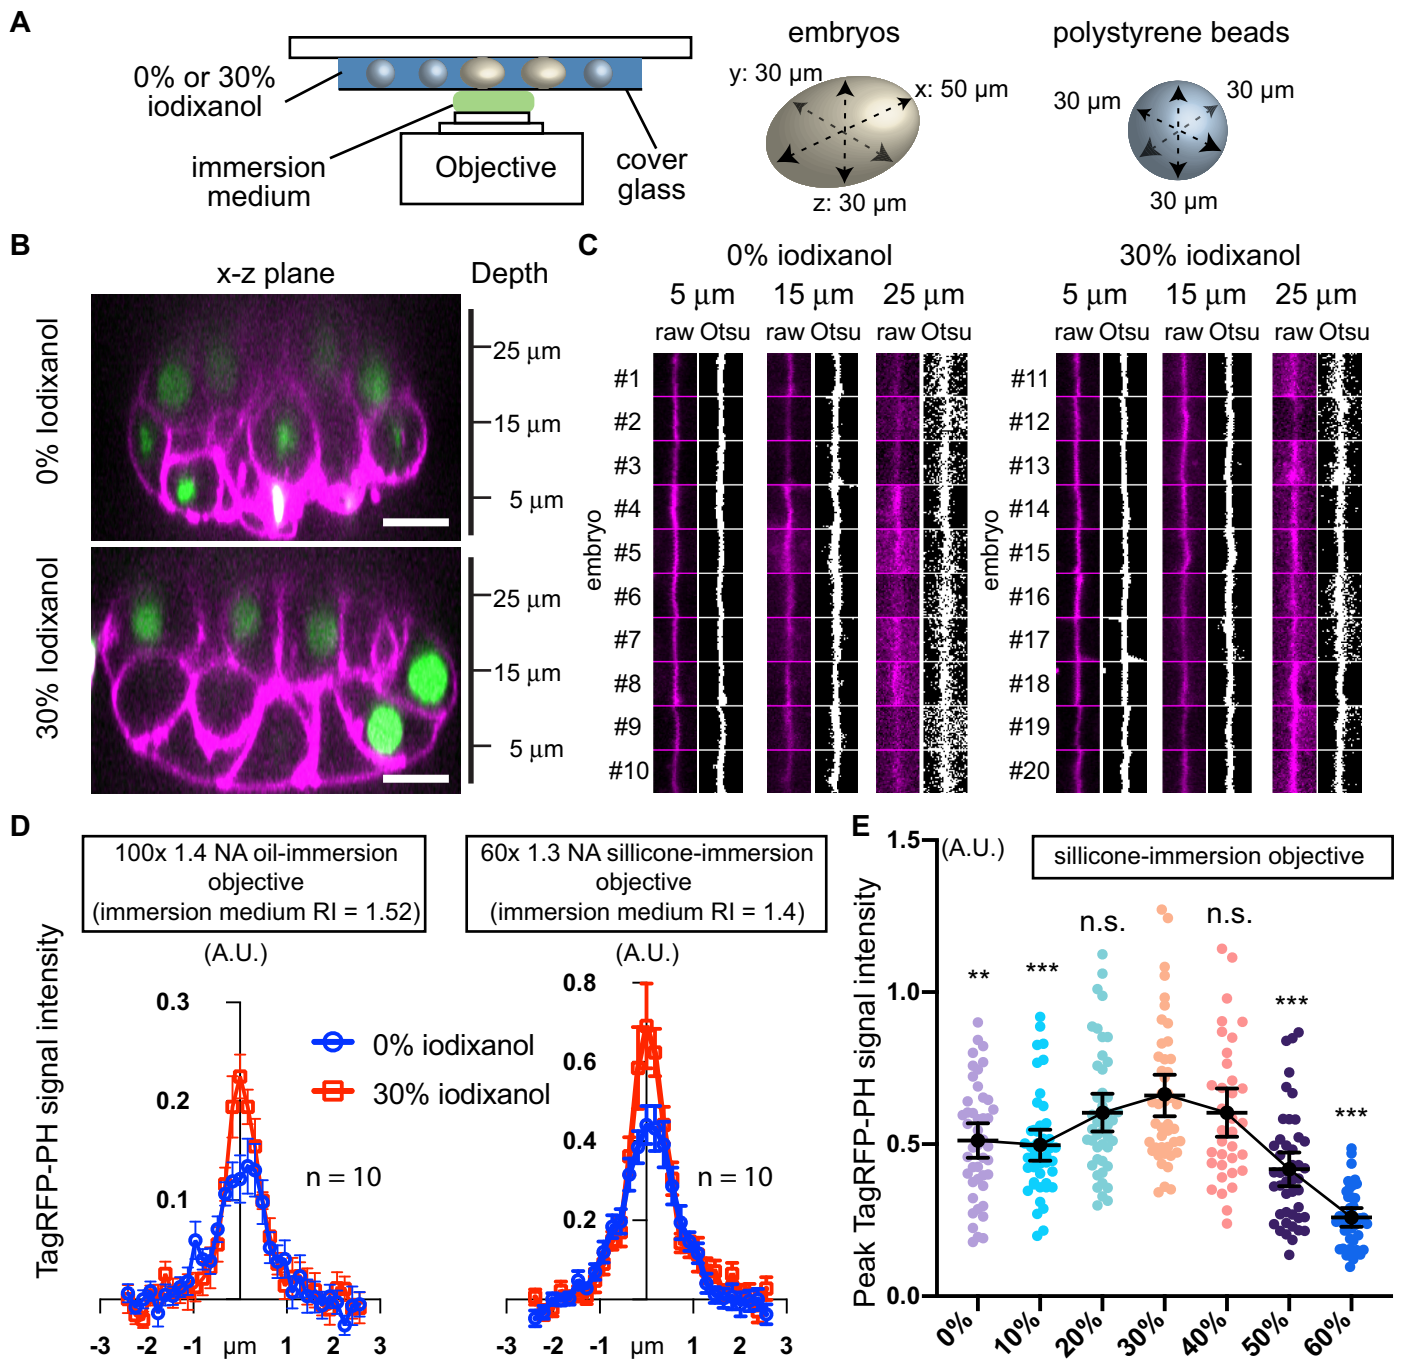 A
0% or 30%
iodixanol
immersion
medium
Objective
cover
glass
embryos
y: 30 µm
x: 50 µm
z: 30 µm
polystyrene beads
30 µm
30 µm
30 µm
B
x-z plane
Depth
0% Iodixanol
25 µm
15 µm
5 µm
30% Iodixanol
25 µm
15 µm
5 µm
C
0% iodixanol
5 µm 15 µm 25 µm
raw Otsu raw Otsu raw Otsu
embryo
#1
#2
#3
#4
#5
#6
#7
#8
#9
#10
30% iodixanol
5 µm 15 µm 25 µm
raw Otsu raw Otsu raw Otsu
embryo
#11
#12
#13
#14
#15
#16
#17
#18
#19
#20
D
100x 1.4 NA oil-immersion
objective
(immersion medium RI = 1.52)
TagRFP-PH signal intensity
(A.U.)
0.3
0.2
0.1
0% iodixanol
30% iodixanol
n = 10
-3 -2 -1 µm 1 2 3
60x 1.3 NA sillicone-immersion
objective
(immersion medium RI = 1.4)
(A.U.)
0.8
0.6
0.4
0.2
n = 10
-3 -2 -1 µm 1 2 3
E
Peak TagRFP-PH signal intensity
(A.U.)
sillicone-immersion objective
1.5
1.0
0.5
0.0
** *** n.s. n.s. *** ***
0% 10% 20% 30% 40% 50% 60%